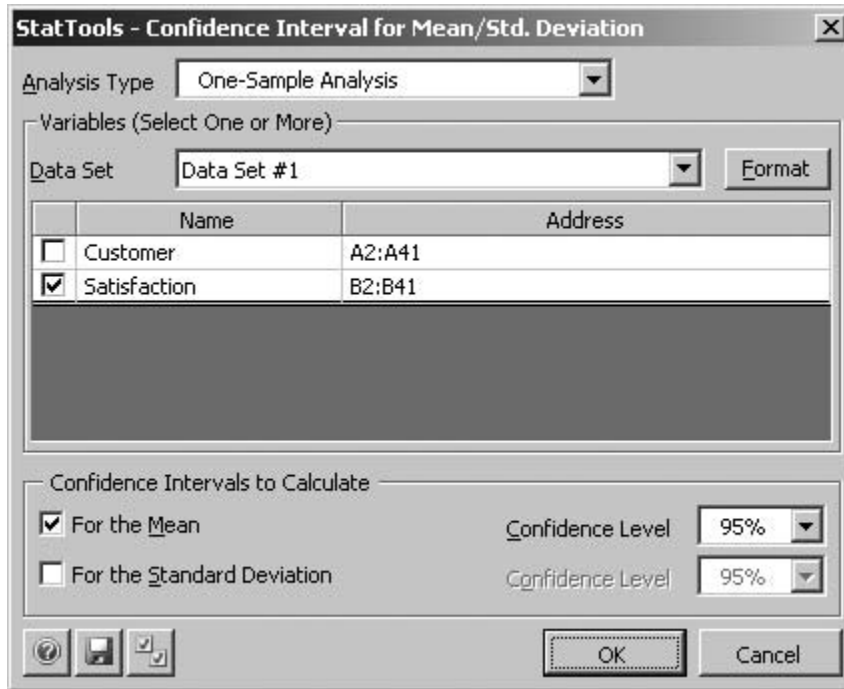 StatTools - Confidence Interval for Mean/Std. Deviation
Analysis Type One-Sample Analysis
Variables (Select One or More)
Data Set Data Set #1 Format
Name Address
Customer A2:A41
Satisfaction B2:B41
Confidence Intervals to Calculate
For the Mean Confidence Level 95%
For the Standard Deviation Confidence Level 95%
OK Cancel